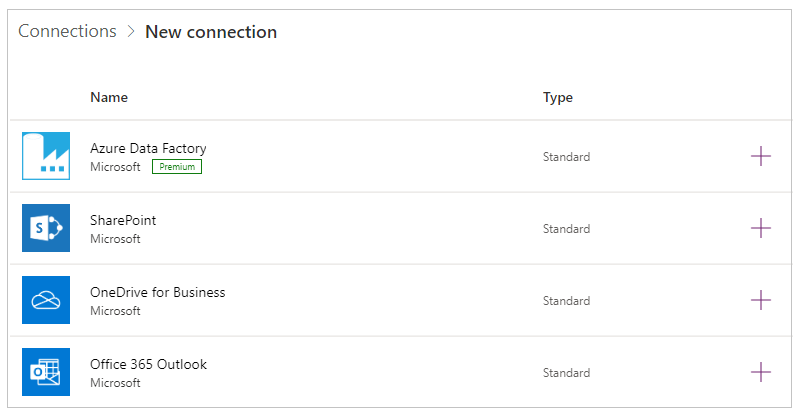 Connections > New connection
Name Type
Azure Data Factory
Microsoft Premium Standard
SharePoint
Microsoft Standard
OneDrive for Business
Microsoft Standard
Office 365 Outlook
Microsoft Standard